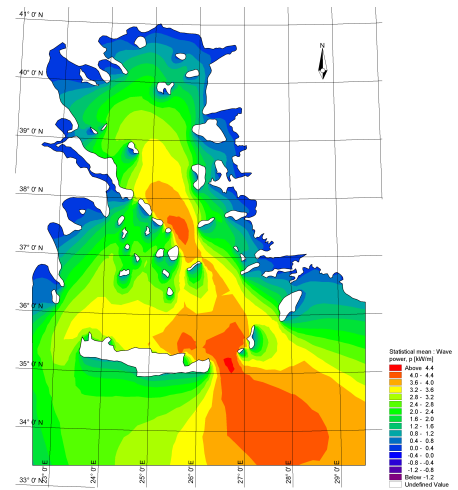 41° 0' N
N
40° 0' N
39° 0' N
38° 0' N
37° 0' N
36° 0' N
35° 0' N
34° 0' N
33° 0' N
23° 0' E
24° 0' E
25° 0' E
26° 0' E
27° 0' E
28° 0' E
29° 0' E
Statistical mean : Wave
power, p [kW/m]
Above 4.4
4.0 - 4.4
3.6 - 4.0
3.2 - 3.6
2.8 - 3.2
2.4 - 2.8
2.0 - 2.4
1.6 - 2.0
1.2 - 1.6
0.8 - 1.2
0.4 - 0.8
0.0 - 0.4
-0.4 - 0.0
-0.8 - -0.4
-1.2 - -0.8
Below -1.2
Undefined Value